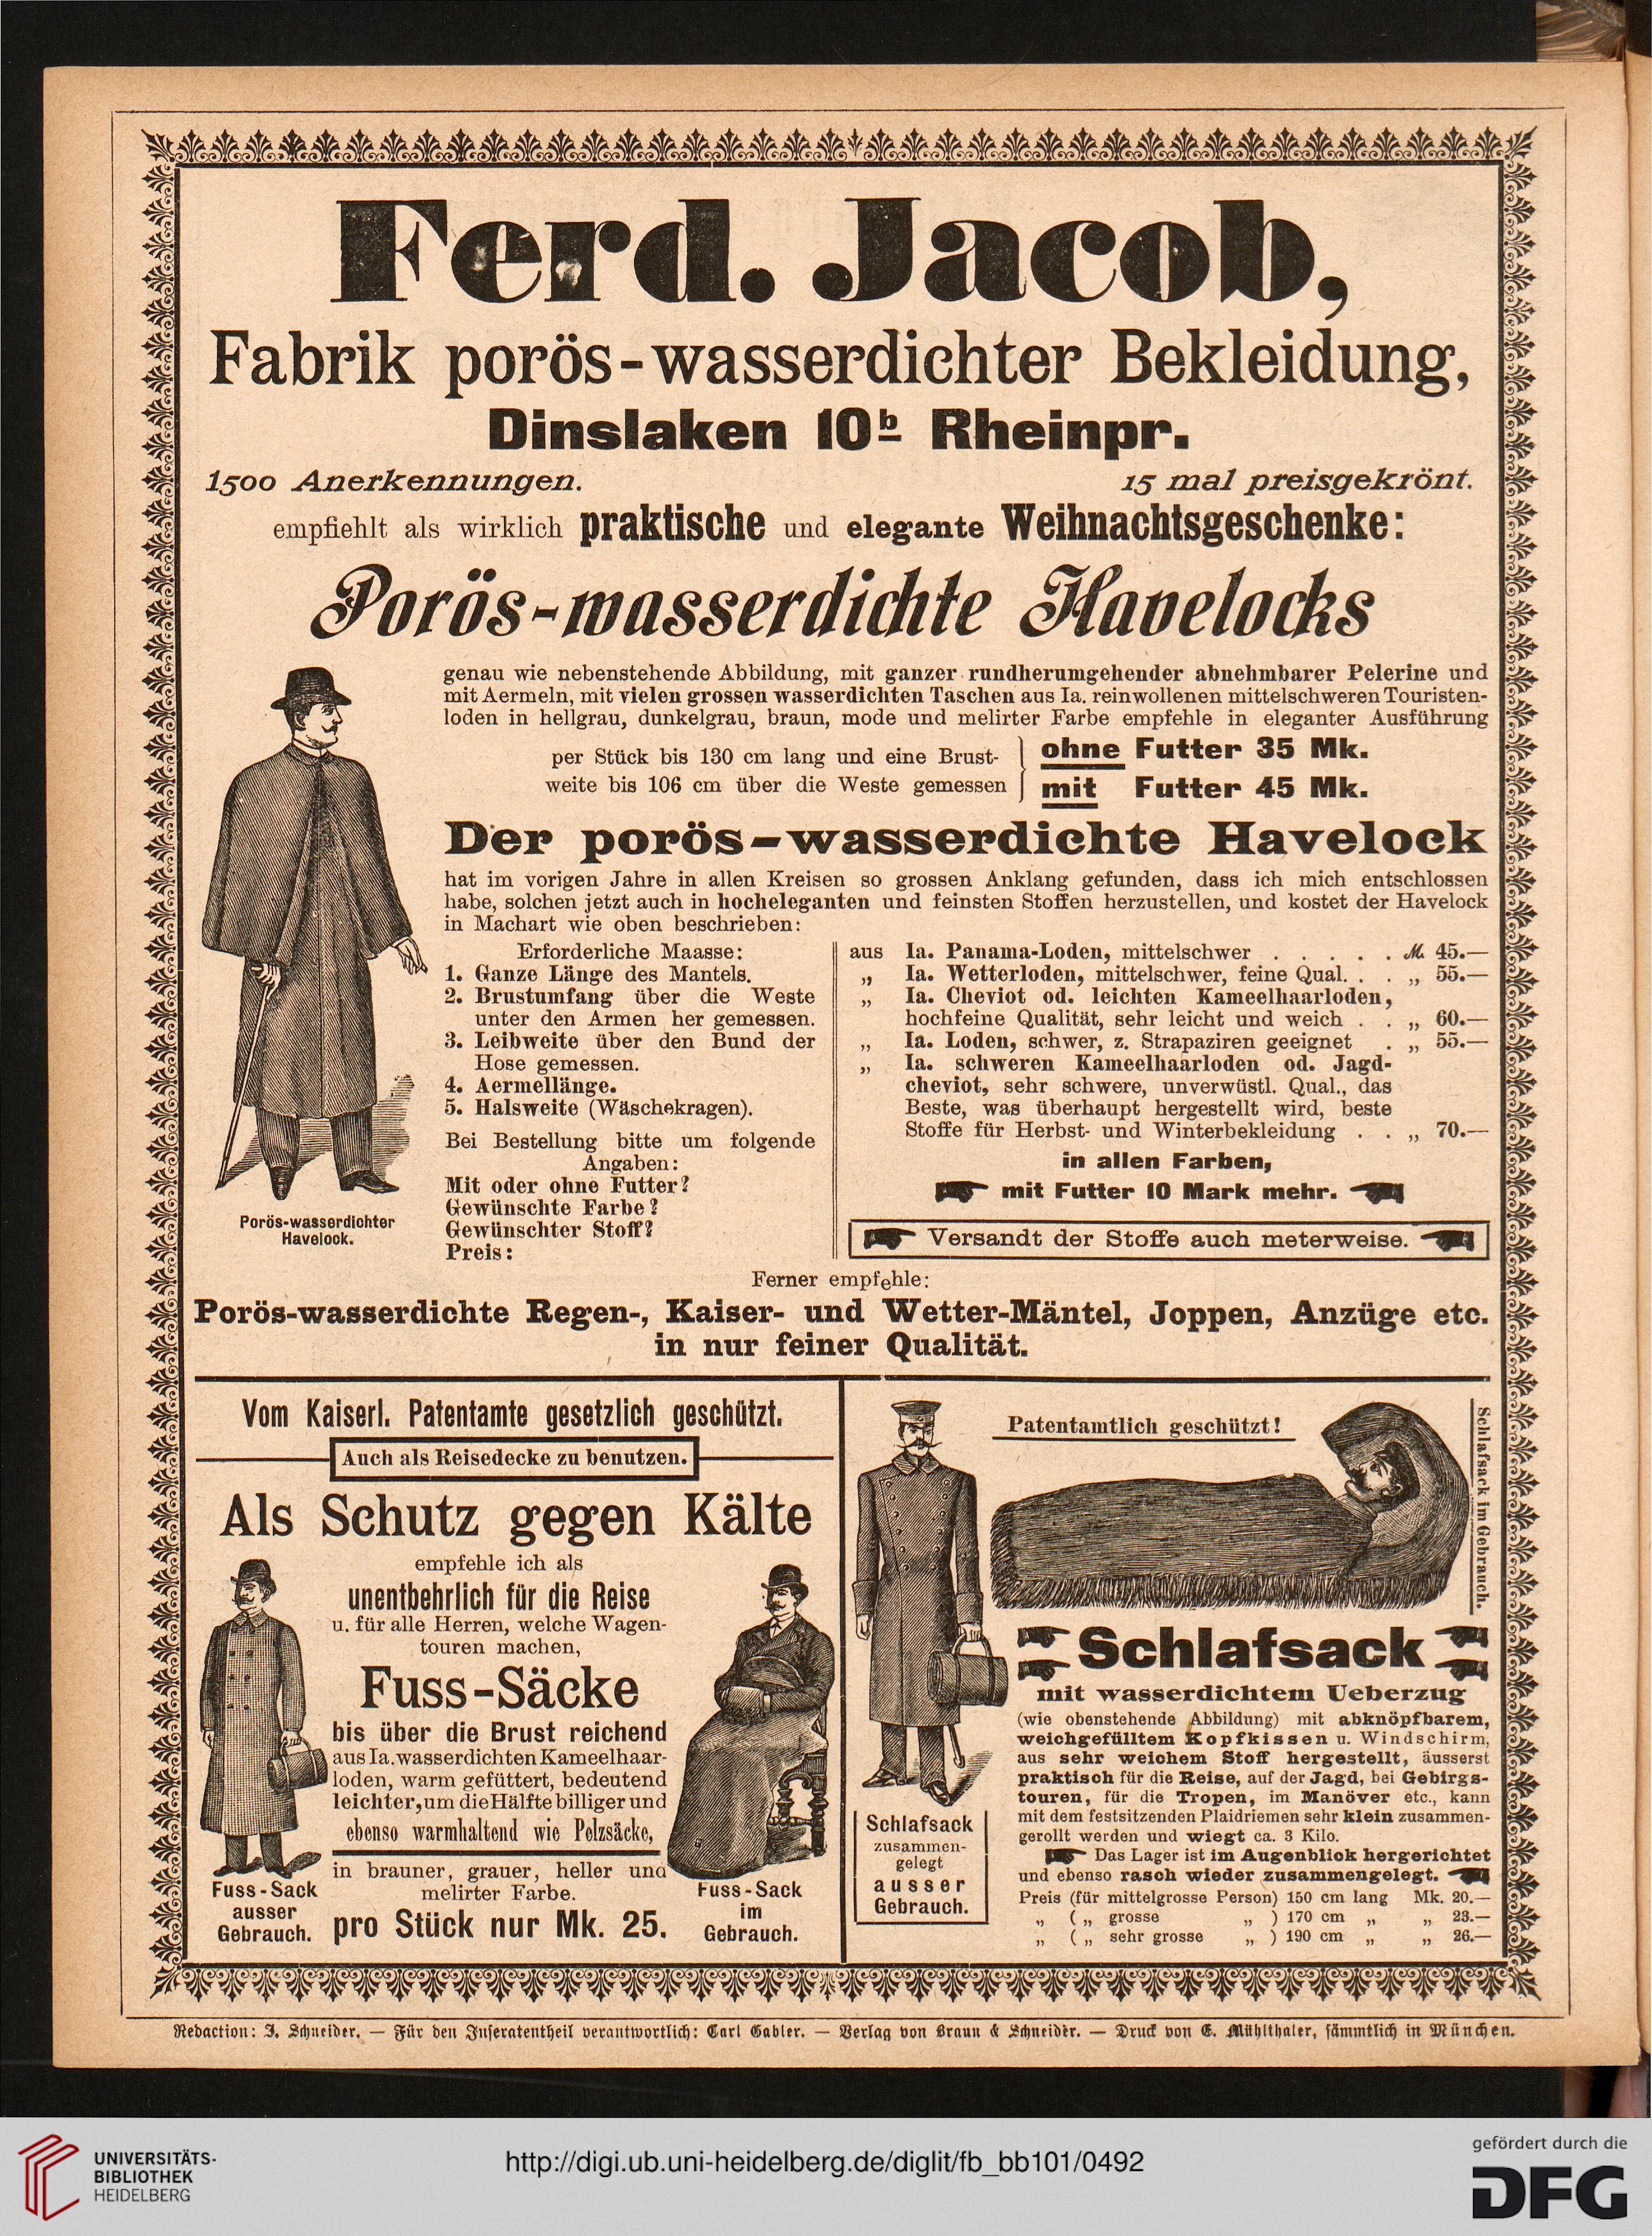 Ferd. Jacob,
Fabrik porös-wasserdichter Bekleidung,
Dinslaken 10b Rheinpr.
1500 Anerkennungen. 15 mal preisgekrönt.
empfiehlt als wirklich praktische und elegante Weihnachtsgeschenke:
Porös-wasserdichte Havelocks
genau wie nebenstehende Abbildung, mit ganzer rundherumgehender abnehmbarer Pelerine und
mit Aermeln, mit vielen grossen wasserdichten Taschen aus Ia. reinwollenen mittelschweren Touristen-
loden in hellgrau, dunkelgrau, braun, mode und melirter Farbe empfehle in eleganter Ausführung
per Stück bis 130 cm lang und eine Brust-
weite bis 106 cm über die Weste gemessen
ohne Futter 35 Mk.
mit Futter 45 Mk.
Der porös-wasserdichte Havelock
hat im vorigen Jahre in allen Kreisen so grossen Anklang gefunden, dass ich mich entschlossen
habe, solchen jetzt auch in hocheleganten und feinsten Stoffen herzustellen, und kostet der Havelock
in Machart wie oben beschrieben:
Erforderliche Maasse:
1. Ganze Länge des Mantels.
2. Brustumfang über die Weste
unter den Armen her gemessen.
3. Leibweite über den Bund der
Hose gemessen.
4. Aermellänge.
5. Halsweite (Wäschekragen).
Bei Bestellung bitte um folgende
Angaben:
Mit oder ohne Futter?
Gewünschte Farbe?
Gewünschter Stoff?
Preis:
aus Ia. Panama-Loden, mittelschwer . . . . . M. 45.—
„ Ia. Wetterloden, mittelschwer, feine Qual. . . „ 55.—
„ Ia. Cheviot od. leichten Kameelhaarloden,
hochfeine Qualität, sehr leicht und weich . . „ 60.—
„ Ia. Loden, schwer, z. Strapaziren geeignet . „ 55.—
„ Ia. schweren Kameelhaarloden od. Jagd-
cheviot, sehr schwere, unverwüstl. Qual., das
Beste, was überhaupt hergestellt wird, beste
Stoffe für Herbst- und Winterbekleidung . . „ 70.—
in allen Farben,
mit Futter 10 Mark mehr.
Versandt der Stoffe auch meterweise.
Porös-wasserdichter
Havelock.
Ferner empfehle:
Porös-wasserdichte Regen-, Kaiser- und Wetter-Mäntel, Joppen, Anzüge etc.
in nur feiner Qualität.
Vom Kaiserl. Patentamte gesetzlich geschützt.
Auch als Reisedecke zu benutzen.
Als Schutz gegen Kälte
empfehle ich als
unentbehrlich für die Reise
u. für alle Herren, welche Wagen-
touren machen,
Fuss-Säcke
bis über die Brust reichend
aus Ia. wasserdichten Kameelhaar-
loden, warm gefüttert, bedeutend
leichter, um die Hälfte billiger und
ebenso warmhaltend wie Pelzsäcke,
in brauner, grauer, heller und
melirter Farbe.
pro Stück nur Mk. 25.
Fuss-Sack
ausser
Gebrauch.
Fuss-Sack
im
Gebrauch.
Patentamtlich geschützt!
Schlafsack im Gebrauch.
Schlafsack
zusammen-
gelegt
ausser
Gebrauch.
Schlafsack
mit wasserdichtem Ueberzug
(wie obenstehende Abbildung) mit abknöpfbarem,
weichgefülltem Kopfkissen u. Windschirm,
aus sehr weichem Stoff hergestellt, äusserst
praktisch für die Reise, auf der Jagd, bei Gebirgs-
touren, für die Tropen, im Manöver etc., kann
mit dem festsitzenden Plaidriemen sehr klein zusammen-
gerollt werden und wiegt ca. 3 Kilo.
Das Lager ist im Augenblick hergerichtet
und ebenso rasch wieder zusammengelegt.
Preis (für mittelgrosse Person) 150 cm lang Mk. 20.—
„ („ grosse „ ) 170 cm „ „ 23.—
„ („ sehr grosse „ ) 190 cm „ „ 26.—
Redaction: J. Schneider. — Für den Inseratentheil verantwortlich: Carl Gabler. — Verlag von Braun & Schneider. — Druck von E. Mühlthaler, sämmtlich in München.
UNIVERSITÄTS-
BIBLIOTHEK
HEIDELBERG
http://digi.ub.uni-heidelberg.de/diglit/fb_bb101/0492
gefördert durch die
DFG